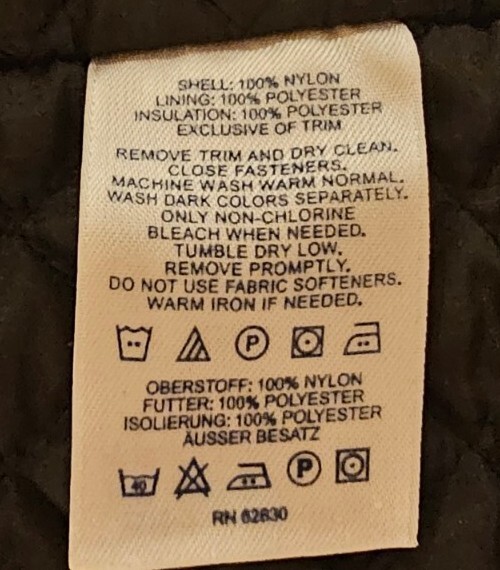 SHELL: 100% NYLON
LINING: 100% POLYESTER
INSULATION: 100% POLYESTER
EXCLUSIVE OF TRIM
REMOVE TRIM AND DRY CLEAN.
CLOSE FASTENERS.
MACHINE WASH WARM NORMAL.
WASH DARK COLORS SEPARATELY.
ONLY NON-CHLORINE
BLEACH WHEN NEEDED.
TUMBLE DRY LOW.
REMOVE PROMPTLY.
DO NOT USE FABRIC SOFTENERS.
WARM IRON IF NEEDED.
P
OBERSTOFF: 100% NYLON
FUTTER: 100% POLYESTER
ISOLIERUNG: 100% POLYESTER
ÄUSSER BESATZ
40 P
RN 62830